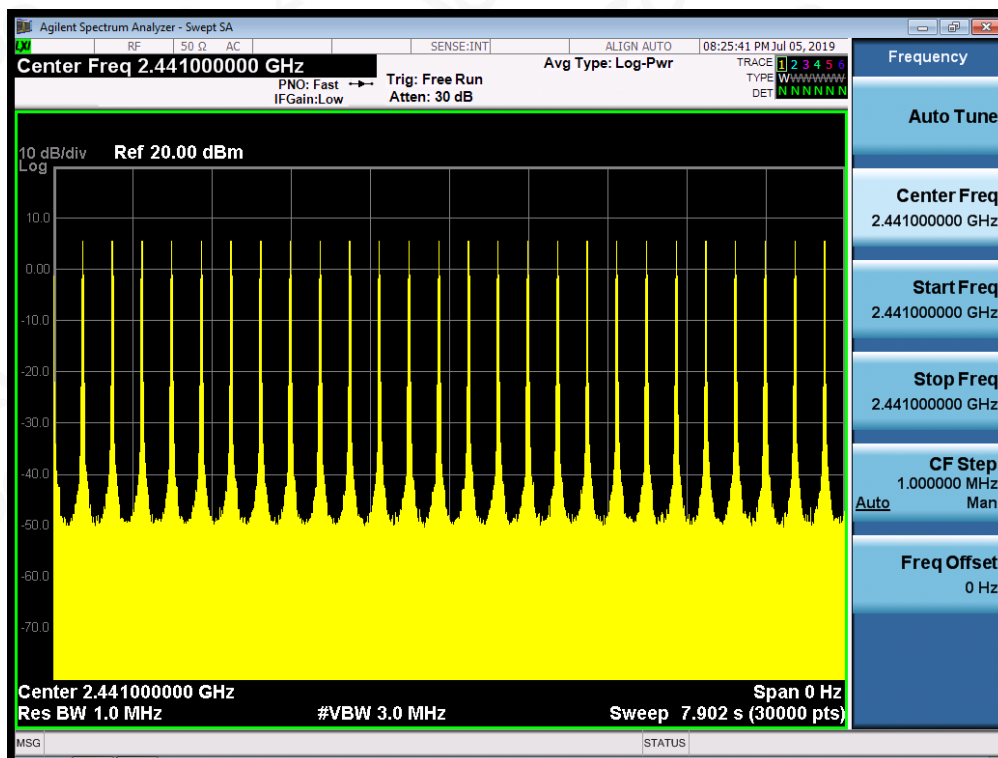 Agilent Spectrum Analyzer - Swept SA
LXI RF 50 Ω AC SENSE:INT ALIGN AUTO 08:25:41 PM Jul 05, 2019
Center Freq 2.441000000 GHz
PNO: Fast
IFGain:Low
Trig: Free Run
Atten: 30 dB
Avg Type: Log-Pwr
TRACE 1 2 3 4 5 6
TYPE WWWWWW
DET N N N N N N
10 dB/div Ref 20.00 dBm
Log
10.0
0.00
-10.0
-20.0
-30.0
-40.0
-50.0
-60.0
-70.0
Center 2.441000000 GHz Span 0 Hz
Res BW 1.0 MHz #VBW 3.0 MHz Sweep 7.902 s (30000 pts)
MSG STATUS
Frequency
Auto Tune
Center Freq
2.441000000 GHz
Start Freq
2.441000000 GHz
Stop Freq
2.441000000 GHz
CF Step
1.000000 MHz
Auto Man
Freq Offset
0 Hz